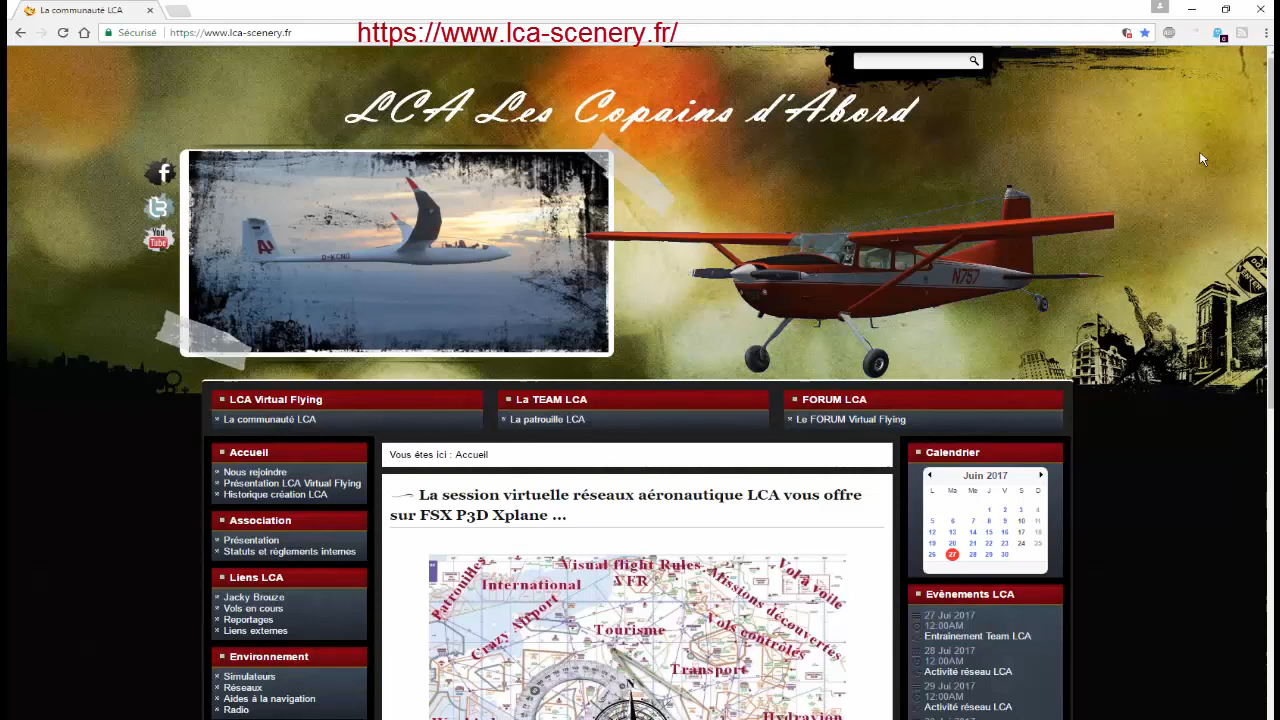 La communauté LCA
Sécurisé
https://www.lca-scenery.fr
https://www.lca-scenery.fr/
LCA Les Copains d'Abord
You
Tube
D-KCND
N757
DO
ENTER
LCA Virtual Flying
La communauté LCA
La TEAM LCA
La patrouille LCA
FORUM LCA
Le FORUM Virtual Flying
Accueil
Nous rejoindre
Présentation LCA Virtual Flying
Historique création LCA
Association
Présentation
Statuts et règlements internes
Liens LCA
Jacky Brouze
Vols en cours
Reportages
Liens externes
Environnement
Simulateurs
Réseaux
Aides à la navigation
Radio
Vous êtes ici : Accueil
La session virtuelle réseaux aéronautique LCA vous offre
sur FSX P3D Xplane ...
Patrouilles
International
Visual flight Rules
VFR
Vol à voile
Missions découvertes
Crazy Airport
Tourisme
Vols contrôlés
Transport
N
Hydravion
Calendrier
Juin 2017
L Ma Me J V S D
1 2 3 4
5 6 7 8 9 10 11
12 13 14 15 16 17 18
19 20 21 22 23 24 25
26 27 28 29 30
Evènements LCA
27 Jui 2017
12:00AM
Entrainement Team LCA
28 Jui 2017
12:00AM
Activité réseau LCA
29 Jui 2017
12:00AM
Activité réseau LCA